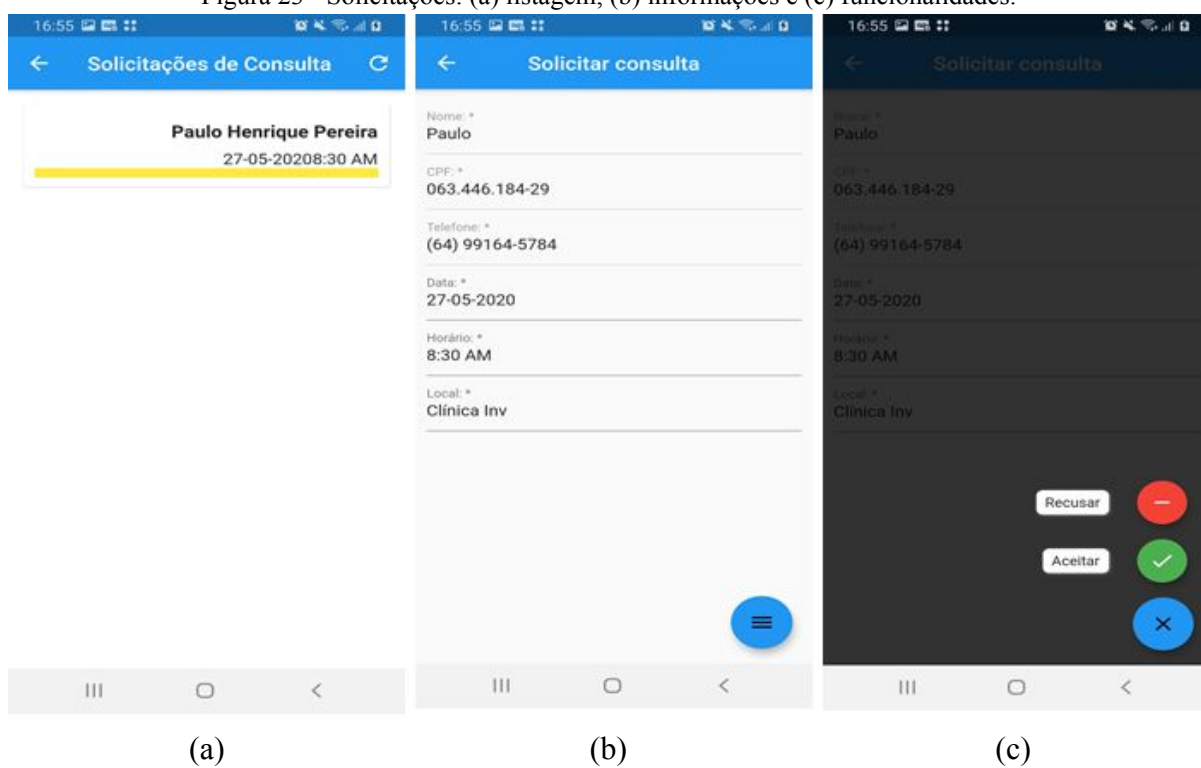 Figura 25 - Solicitações: (a) listagem; (b) informações e (c) funcionalidades.
16:55
Solicitações de Consulta
Paulo Henrique Pereira
27-05-20208:30 AM
(a)
16:55
Solicitar consulta
Nome: *
Paulo
CPF: *
063.446.184-29
Telefone: *
(64) 99164-5784
Data: *
27-05-2020
Horário: *
8:30 AM
Local: *
Clínica Inv
(b)
16:55
Solicitar consulta
Nome: *
Paulo
CPF: *
063.446.184-29
Telefone: *
(64) 99164-5784
Data: *
27-05-2020
Horário: *
8:30 AM
Local: *
Clínica Inv
Recusar
Aceitar
(c)